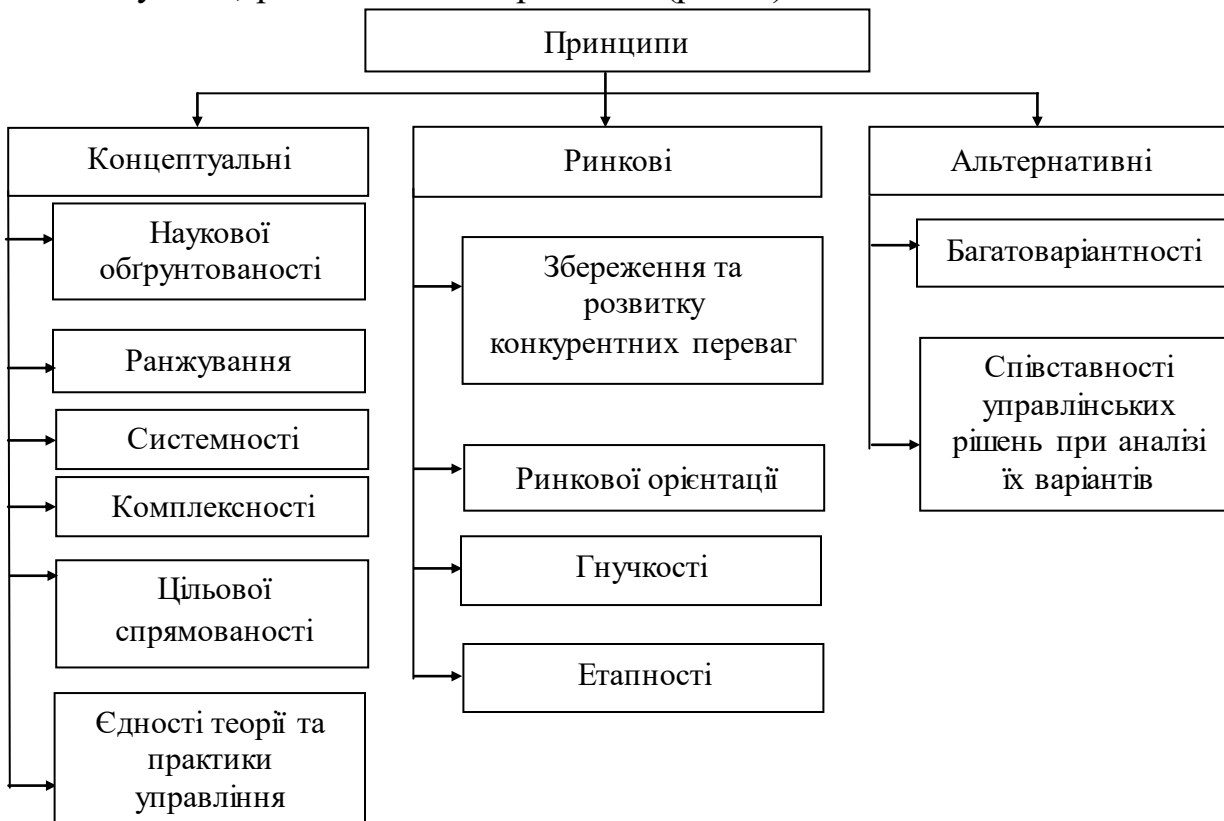 Принципи
Концептуальні
Наукової
обґрунтованості
Ранжування
Системності
Комплексності
Цільової
спрямованості
Єдності теорії та
практики
управління
Ринкові
Збереження та
розвитку
конкурентних переваг
Ринкової орієнтації
Гнучкості
Етапності
Альтернативні
Багатоваріантності
Співставності
управлінських
рішень при аналізі
їх варіантів